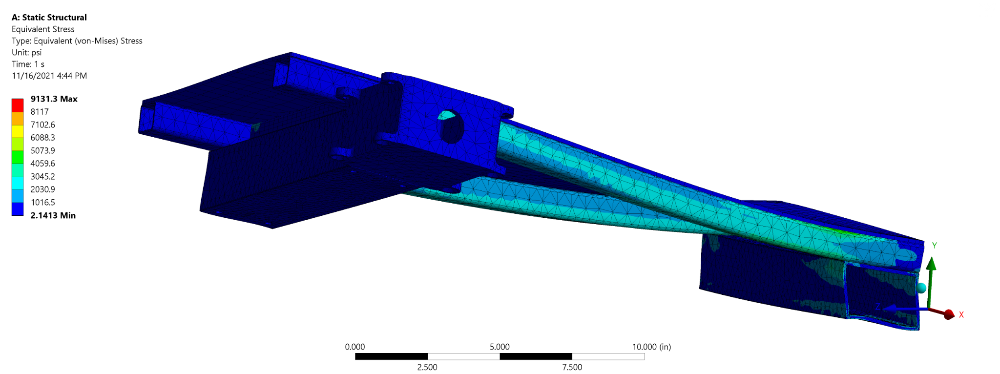 A: Static Structural
Equivalent Stress
Type: Equivalent (von-Mises) Stress
Unit: psi
Time: 1 s
11/16/2021 4:44 PM
9131.3 Max
8117
7102.6
6088.3
5073.9
4059.6
3045.2
2030.9
1016.5
2.1413 Min
Y
Z
X
0.000 5.000 10.000 (in)
2.500 7.500